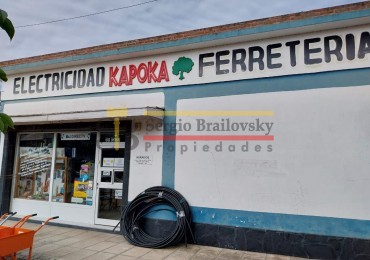 ELECTRICIDAD KAPOKA FERRETERIA
Sergio Brailovsky
Propiedades